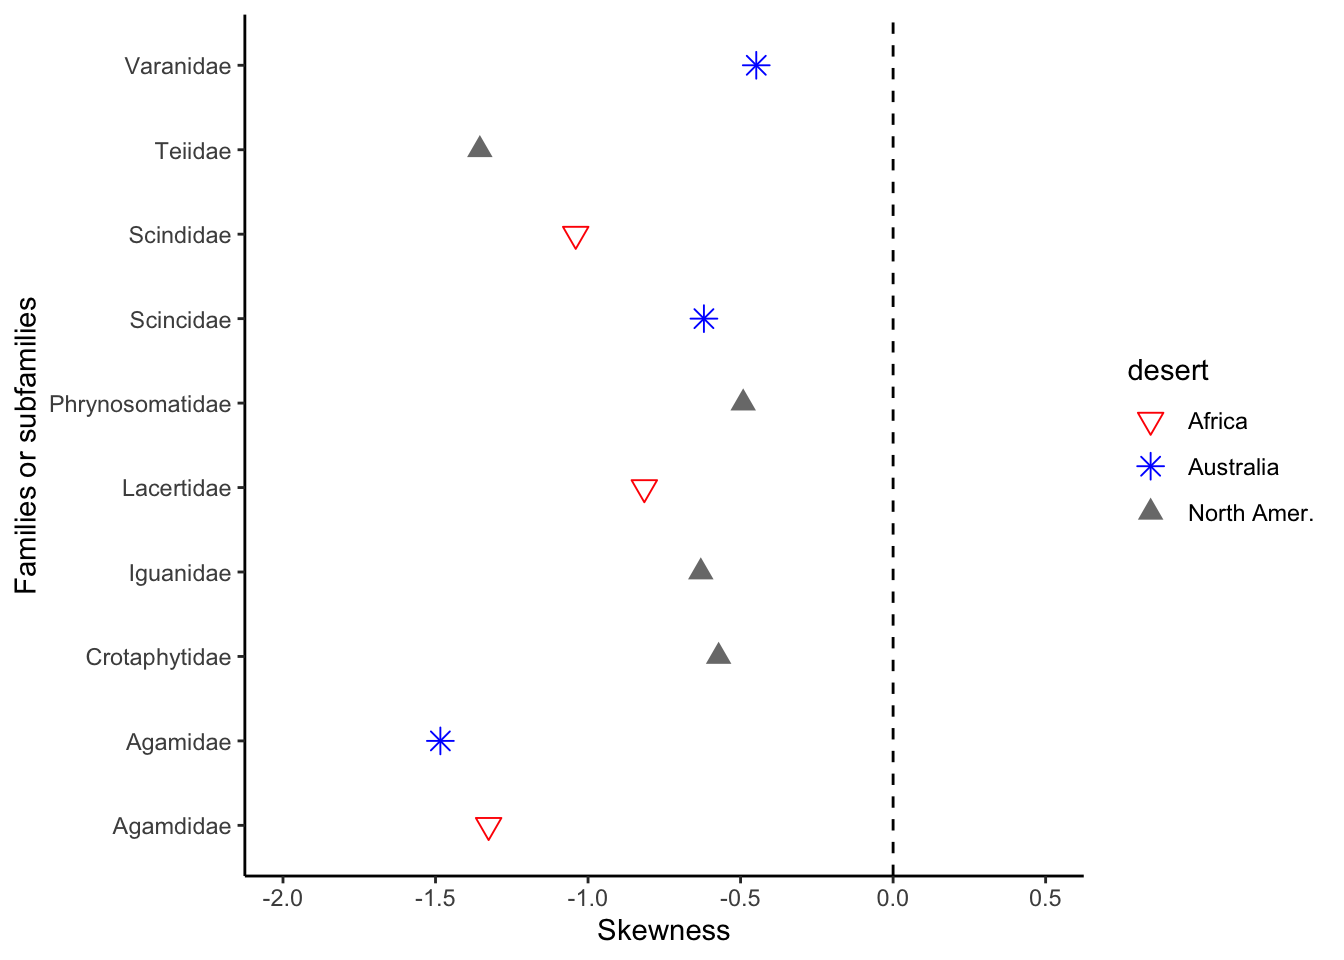 Varanidae
Teiidae
Scindidae
Scincidae
Phrynosomatidae
Lacertidae
Iguanidae
Crotaphytidae
Agamidae
Agamdidae
Families or subfamilies
-2.0 -1.5 -1.0 -0.5 0.0 0.5
Skewness
desert
Africa
Australia
North Amer.